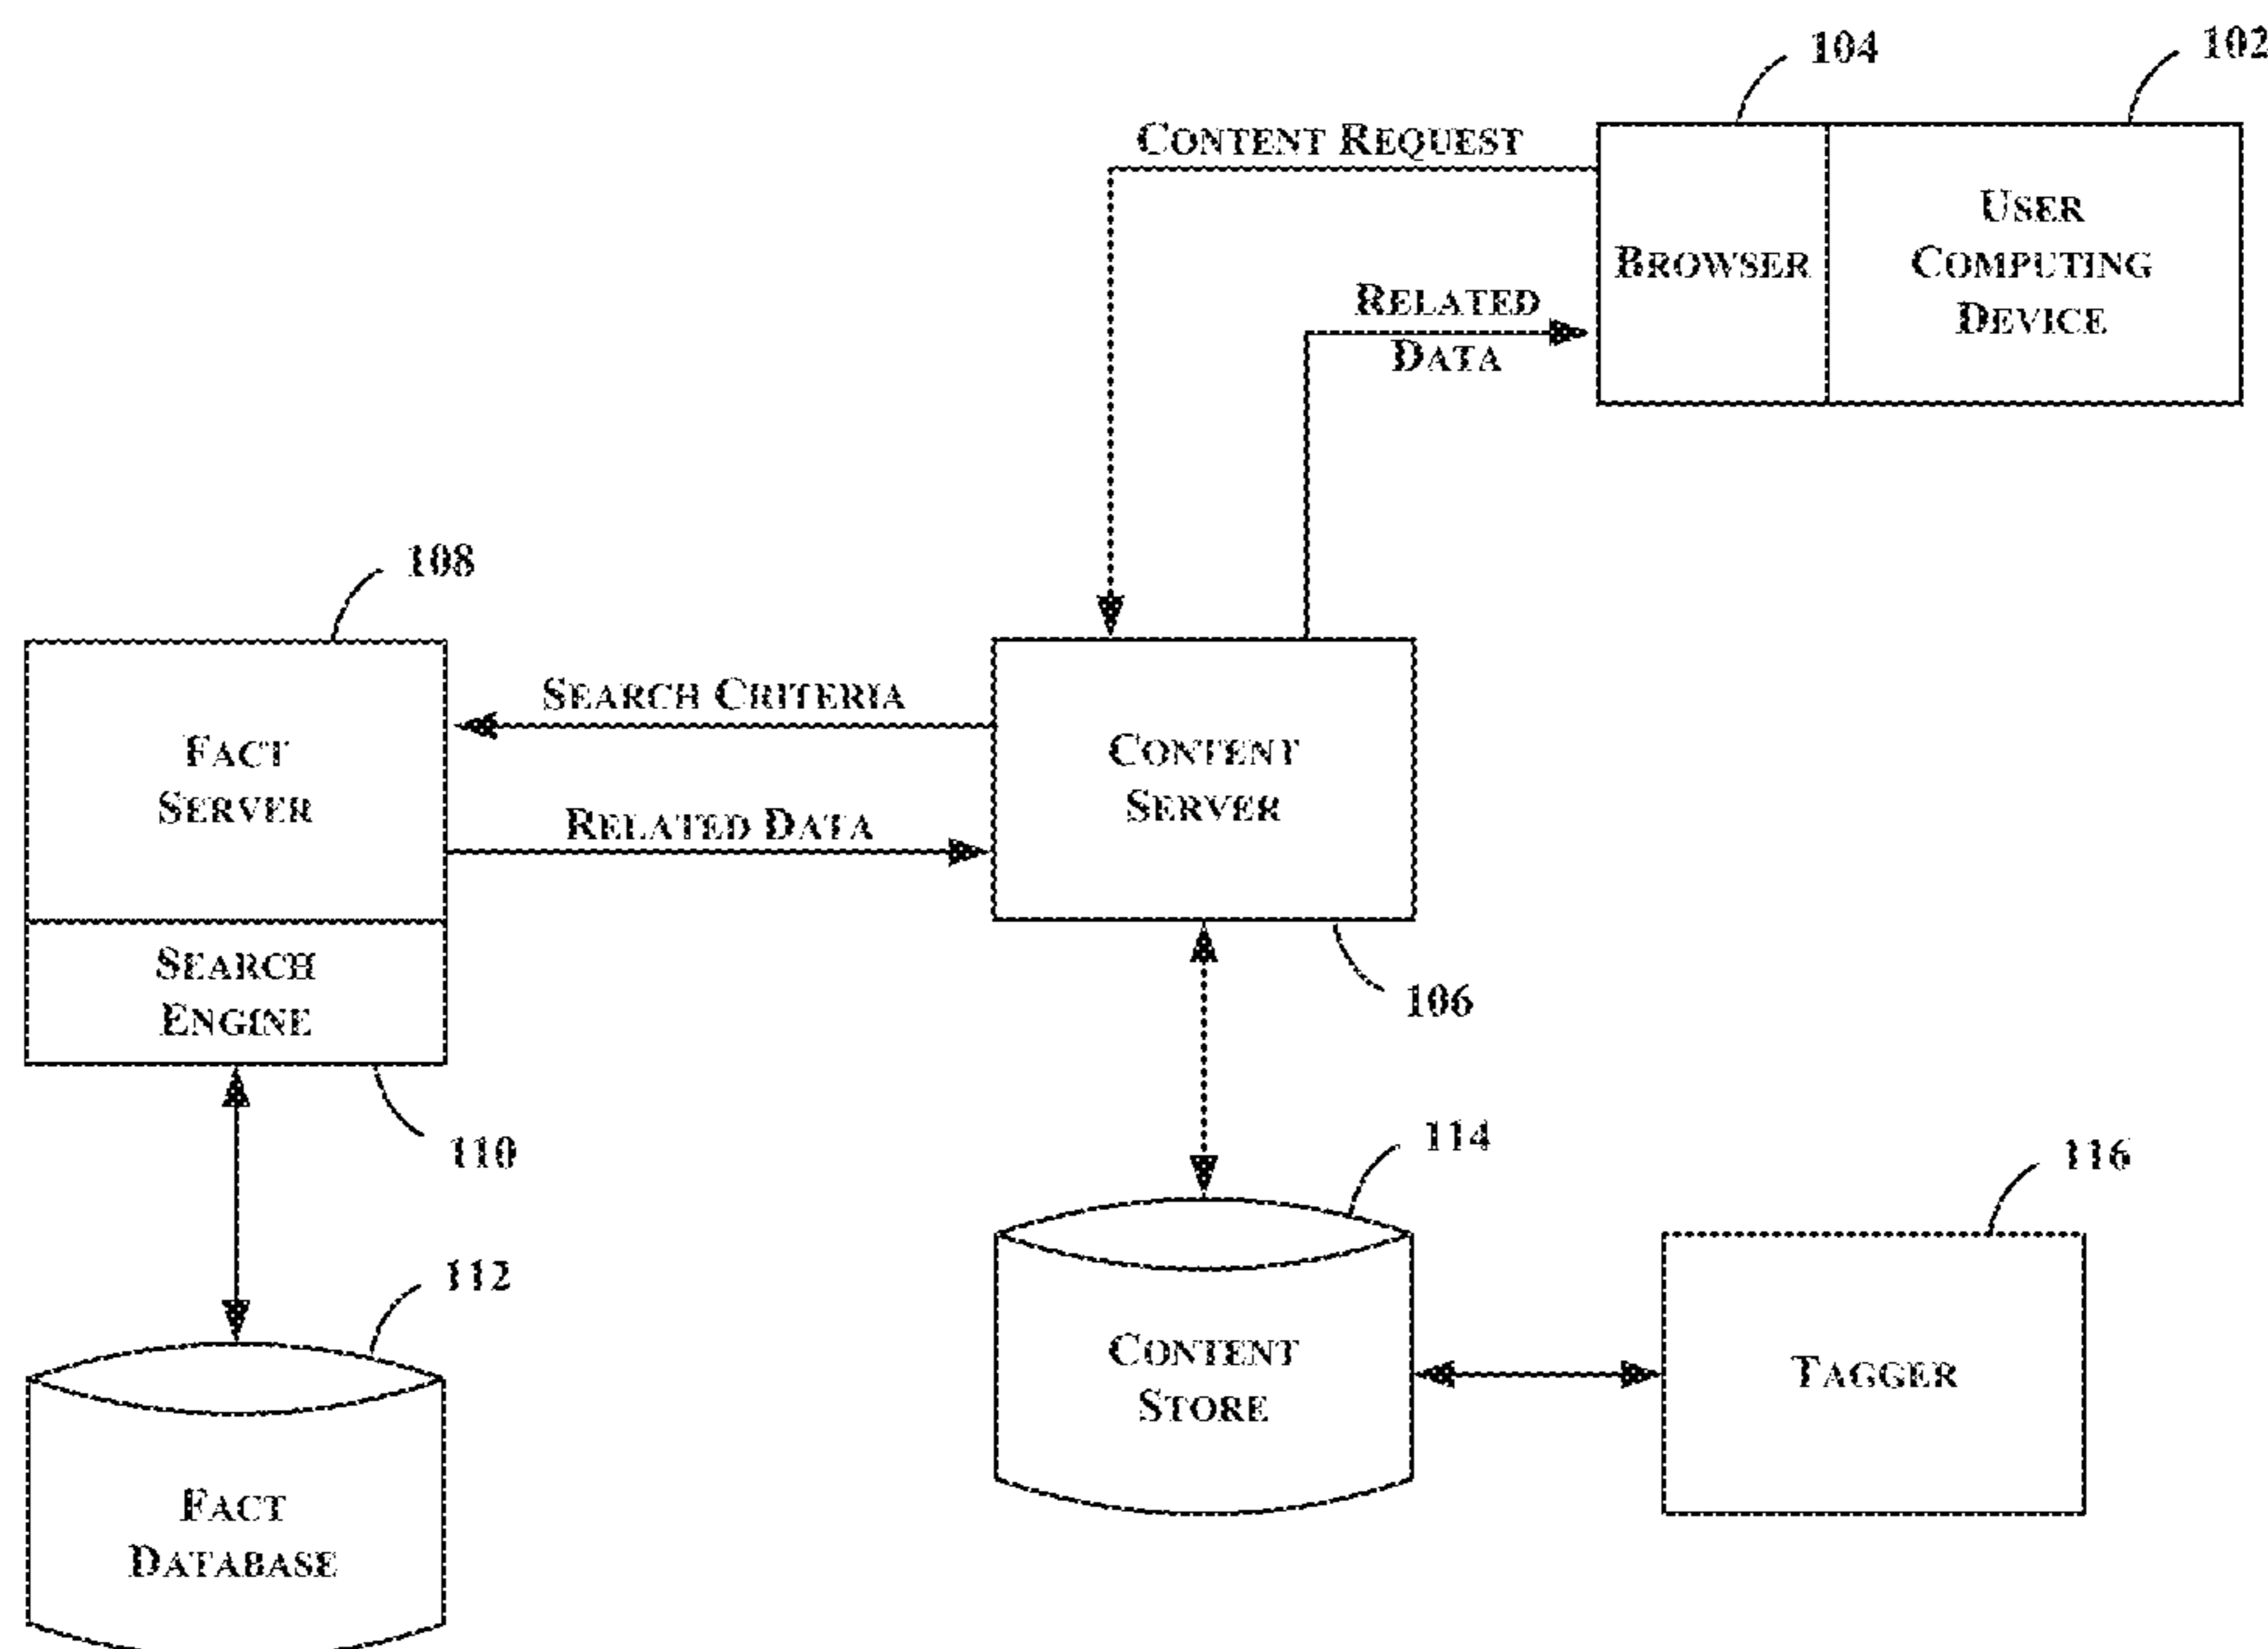 104
102
CONTENT REQUEST
BROWSER
USER
COMPUTING
DEVICE
RELATED
DATA
108
SEARCH CRITERIA
FACT
SERVER
CONTENT
SERVER
RELATED DATA
SEARCH
ENGINE
106
110
114
116
112
CONTENT
STORE
TAGGER
FACT
DATABASE